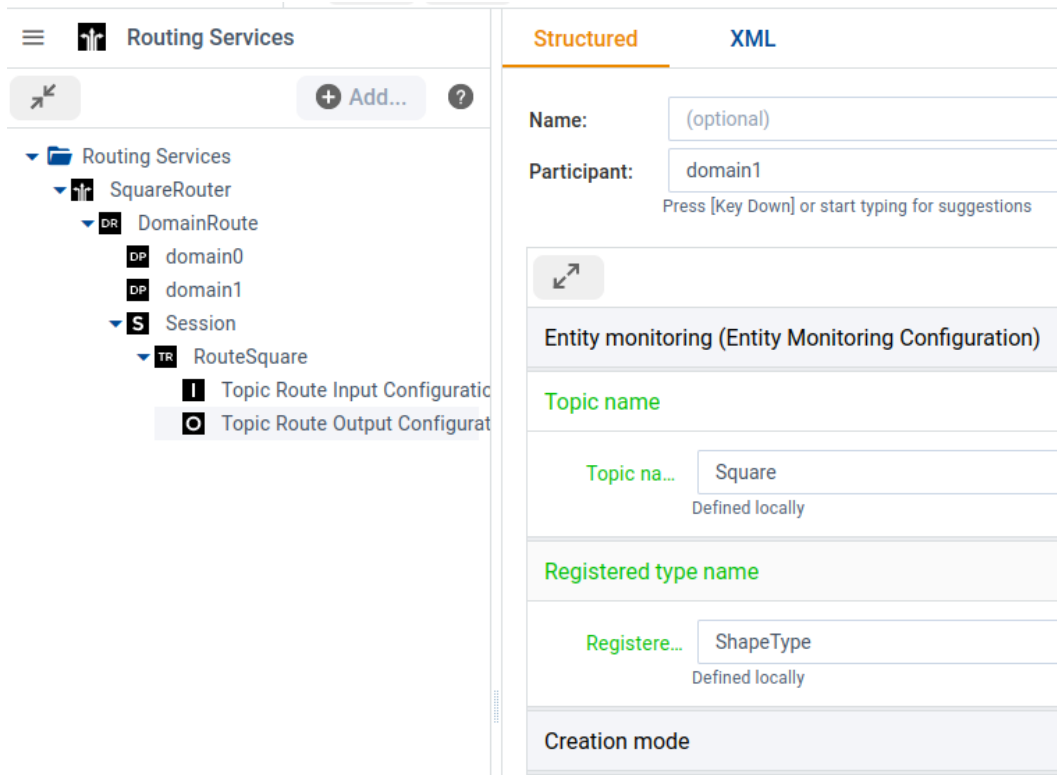 Routing Services
Add...
Routing Services
SquareRouter
DR DomainRoute
DP domain0
DP domain1
S Session
TR RouteSquare
I Topic Route Input Configuratic
O Topic Route Output Configurat
Structured XML
Name: (optional)
Participant: domain1
Press [Key Down] or start typing for suggestions
Entity monitoring (Entity Monitoring Configuration)
Topic name
Topic na... Square
Defined locally
Registered type name
Registere... ShapeType
Defined locally
Creation mode